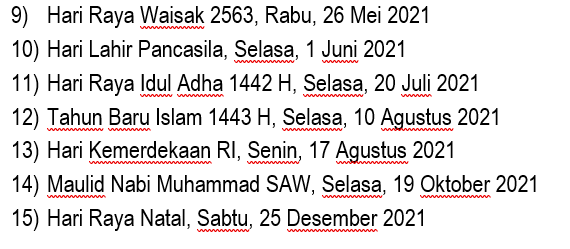 9) Hari Raya Waisak 2563, Rabu, 26 Mei 2021
10) Hari Lahir Pancasila, Selasa, 1 Juni 2021
11) Hari Raya Idul Adha 1442 H, Selasa, 20 Juli 2021
12) Tahun Baru Islam 1443 H, Selasa, 10 Agustus 2021
13) Hari Kemerdekaan RI, Senin, 17 Agustus 2021
14) Maulid Nabi Muhammad SAW, Selasa, 19 Oktober 2021
15) Hari Raya Natal, Sabtu, 25 Desember 2021